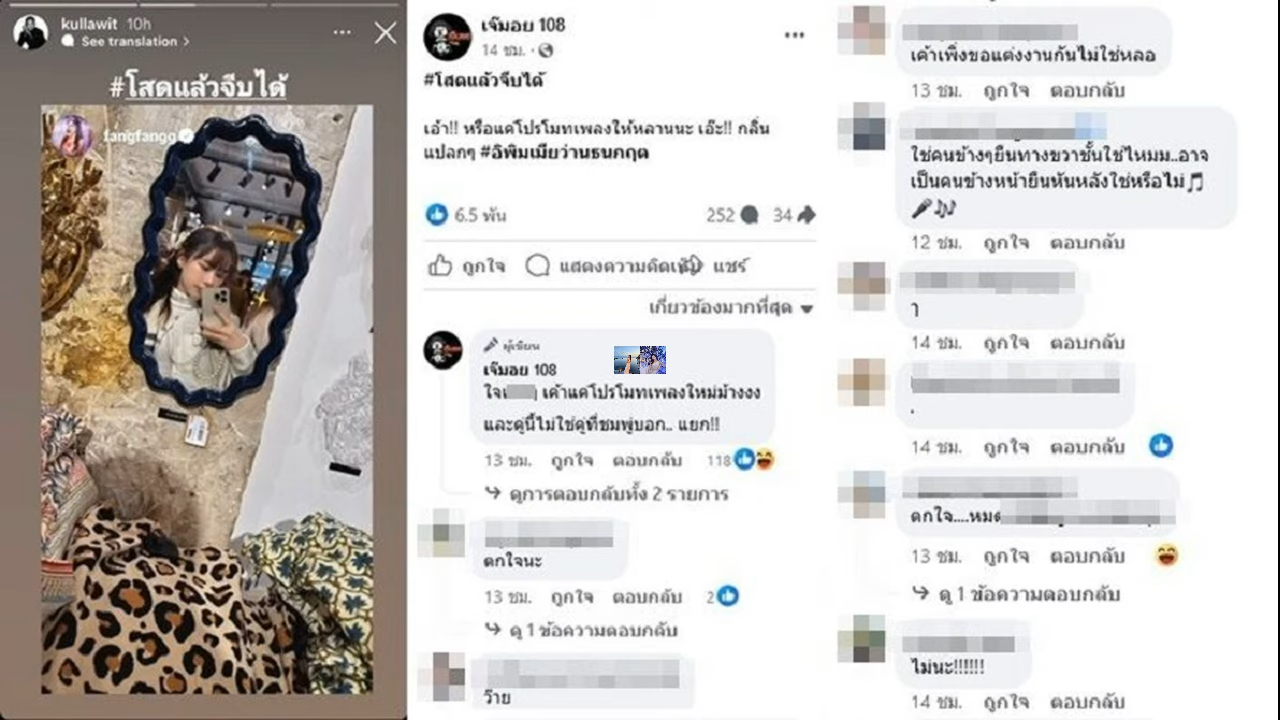 kullawit 10h
See translation >
#โสดแล้วจีบได้
fangfango
เจ๊มอย 108
14 ชม.
#โสดแล้วจีบได้
เอ๋า!! หรือแค่โปรโมทเพลงให้หลานนะ เอ๊ะ!! กลิ่น
แปลกๆ #อิพิมเมียว่านธนกฤต
6.5 พัน
252
34
ถูกใจ
แสดงความคิดเห็น
แชร์
เกี่ยวข้องมากที่สุด
ผู้เขียน
เจ๊มอย 108
เค้าแค่โปรโมทเพลงใหม่ม้างงง
และคู่นี้ไม่ใช่คู่ที่ชมพู่บอก.. แยก!!!
13 ชม. ถูกใจ ตอบกลับ 118
ดูการตอบกลับทั้ง 2 รายการ
ตกใจนะ
13 ชม. ถูกใจ ตอบกลับ 2
ดู 1 ข้อความตอบกลับ
ว๊าย
เค้าเพิ่งขอแต่งงานกันไม่ใช่หลอ
13 ชม. ถูกใจ ตอบกลับ
ใช่คนข้างๆยืนทางขวาชั้นใช่ไหมม..อาจ
เป็นคนข้างหน้ายืนหันหลังใช่หรือไม่🎵
🎤🎶
12 ชม. ถูกใจ ตอบกลับ
ๅ
14 ชม. ถูกใจ ตอบกลับ
.
14 ชม. ถูกใจ ตอบกลับ
ตกใจ....หมด
13 ชม. ถูกใจ ตอบกลับ
ดู 1 ข้อความตอบกลับ
ไม่นะ!!!!!!
14 ชม. ถูกใจ ตอบกลับ